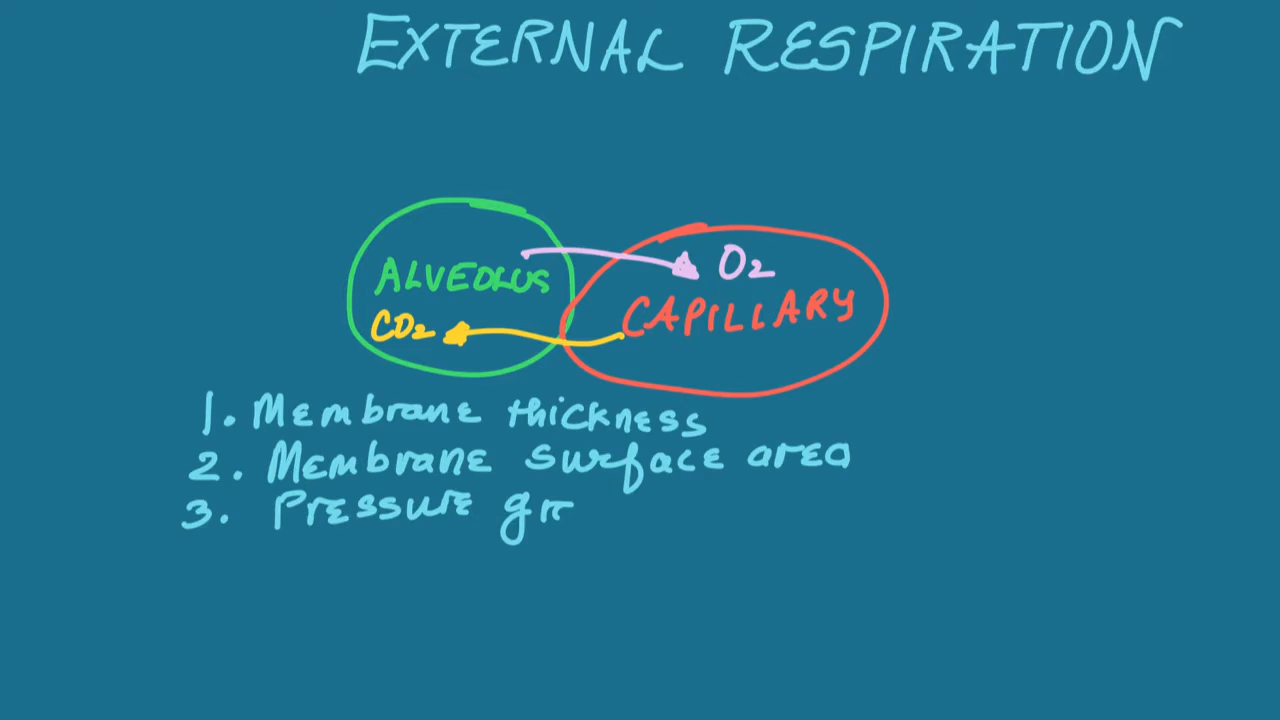 EXTERNAL RESPIRATION
ALVEOLUS
O2
CO2
CAPILLARY
1. Membrane thickness
2. Membrane surface area
3. Pressure gr